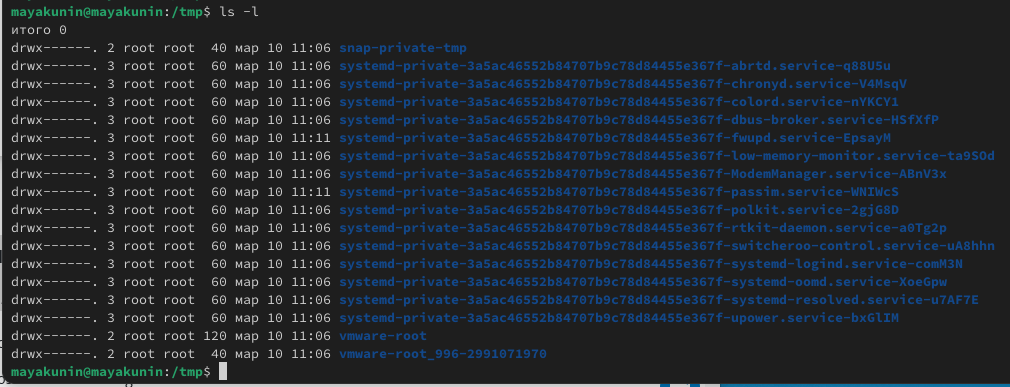 mayakunin@mayakunin:/tmp$ ls -l
итого 0
drwx------. 2 root root  40 мар 10 11:06 snap-private-tmp
drwx------. 3 root root  60 мар 10 11:06 systemd-private-3a5ac46552b84707b9c78d84455e367f-abrtd.service-q88U5u
drwx------. 3 root root  60 мар 10 11:06 systemd-private-3a5ac46552b84707b9c78d84455e367f-chronyd.service-V4MsqV
drwx------. 3 root root  60 мар 10 11:06 systemd-private-3a5ac46552b84707b9c78d84455e367f-colord.service-nYKCY1
drwx------. 3 root root  60 мар 10 11:06 systemd-private-3a5ac46552b84707b9c78d84455e367f-dbus-broker.service-HSfXfP
drwx------. 3 root root  60 мар 10 11:11 systemd-private-3a5ac46552b84707b9c78d84455e367f-fwupd.service-EpsayM
drwx------. 3 root root  60 мар 10 11:06 systemd-private-3a5ac46552b84707b9c78d84455e367f-low-memory-monitor.service-ta9SOd
drwx------. 3 root root  60 мар 10 11:06 systemd-private-3a5ac46552b84707b9c78d84455e367f-ModemManager.service-ABnV3x
drwx------. 3 root root  60 мар 10 11:11 systemd-private-3a5ac46552b84707b9c78d84455e367f-passim.service-WNIWcS
drwx------. 3 root root  60 мар 10 11:06 systemd-private-3a5ac46552b84707b9c78d84455e367f-polkit.service-2gjG8D
drwx------. 3 root root  60 мар 10 11:06 systemd-private-3a5ac46552b84707b9c78d84455e367f-rtkit-daemon.service-a0Tg2p
drwx------. 3 root root  60 мар 10 11:06 systemd-private-3a5ac46552b84707b9c78d84455e367f-switcheroo-control.service-uA8hhn
drwx------. 3 root root  60 мар 10 11:06 systemd-private-3a5ac46552b84707b9c78d84455e367f-systemd-logind.service-comM3N
drwx------. 3 root root  60 мар 10 11:06 systemd-private-3a5ac46552b84707b9c78d84455e367f-systemd-oomd.service-XoeGpw
drwx------. 3 root root  60 мар 10 11:06 systemd-private-3a5ac46552b84707b9c78d84455e367f-systemd-resolved.service-u7AF7E
drwx------. 3 root root  60 мар 10 11:06 systemd-private-3a5ac46552b84707b9c78d84455e367f-upower.service-bxGlIM
drwx------. 2 root root 120 мар 10 11:06 vmware-root
drwx------. 2 root root  40 мар 10 11:06 vmware-root_996-2991071970
mayakunin@mayakunin:/tmp$